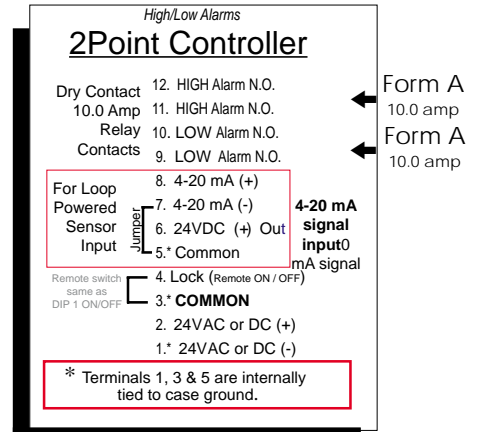 High/Low Alarms
2Point Controller
Dry Contact
10.0 Amp
Relay
Contacts
12. HIGH Alarm N.O.
11. HIGH Alarm N.O.
10. LOW Alarm N.O.
9. LOW Alarm N.O.
Form A
10.0 amp
Form A
10.0 amp
For Loop
Powered
Sensor
Input
Jumper
8. 4-20 mA (+)
7. 4-20 mA (-)
6. 24VDC (+) Out
5.* Common
4-20 mA
signal
input0
mA signal
Remote switch
same as
DIP 1 ON/OFF
4. Lock (Remote ON / OFF)
3.* COMMON
2. 24VAC or DC (+)
1.* 24VAC or DC (-)
* Terminals 1, 3 & 5 are internally
tied to case ground.